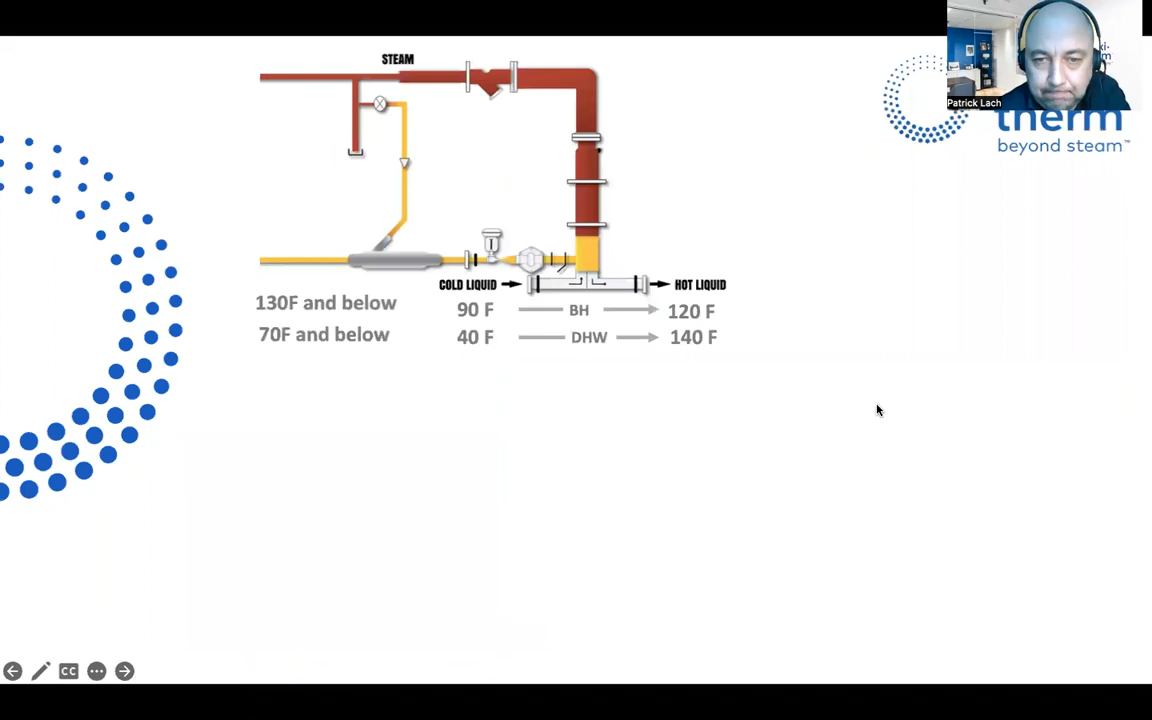 STEAM
Patrick Lach
therm
beyond steam™
COLD LIQUID
HOT LIQUID
130F and below
90 F
BH
120 F
70F and below
40 F
DHW
140 F
CC